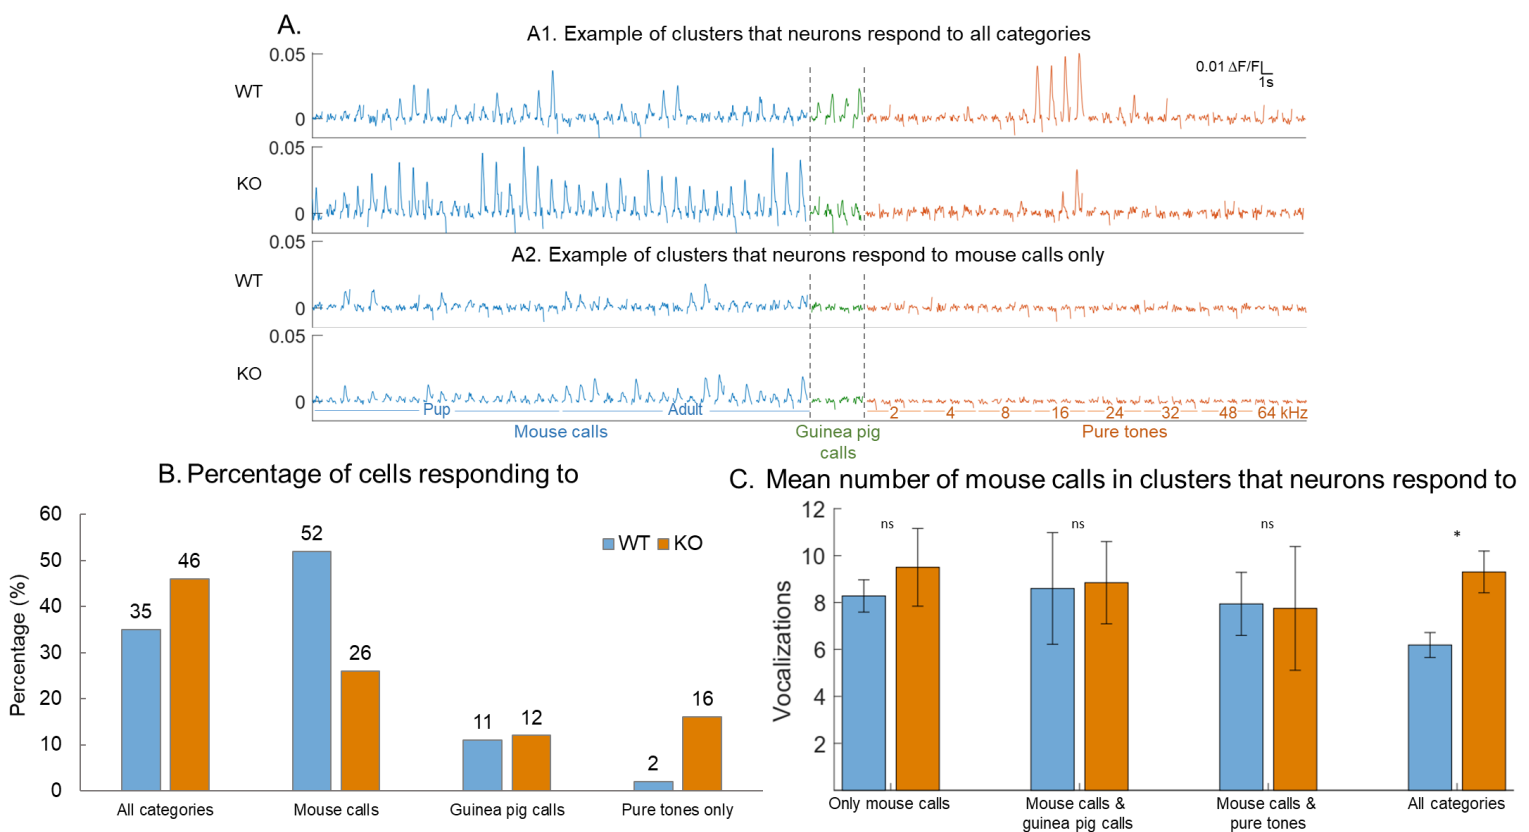 A.
A1. Example of clusters that neurons respond to all categories
0.05
WT
0
0.01 ΔF/F
1s
0.05
KO
0
0.05
A2. Example of clusters that neurons respond to mouse calls only
WT
0
0.05
KO
0
Pup
Adult
2 4 8 16 24 32 48 64 kHz
Mouse calls
Guinea pig
calls
Pure tones
B. Percentage of cells responding to
Percentage (%)
60
50
40
30
20
10
0
35
46
52
26
11
12
2
16
WT KO
All categories
Mouse calls
Guinea pig calls
Pure tones only
C. Mean number of mouse calls in clusters that neurons respond to
Vocalizations
12
10
8
6
4
2
ns
ns
ns
*
Only mouse calls
Mouse calls &
guinea pig calls
Mouse calls &
pure tones
All categories